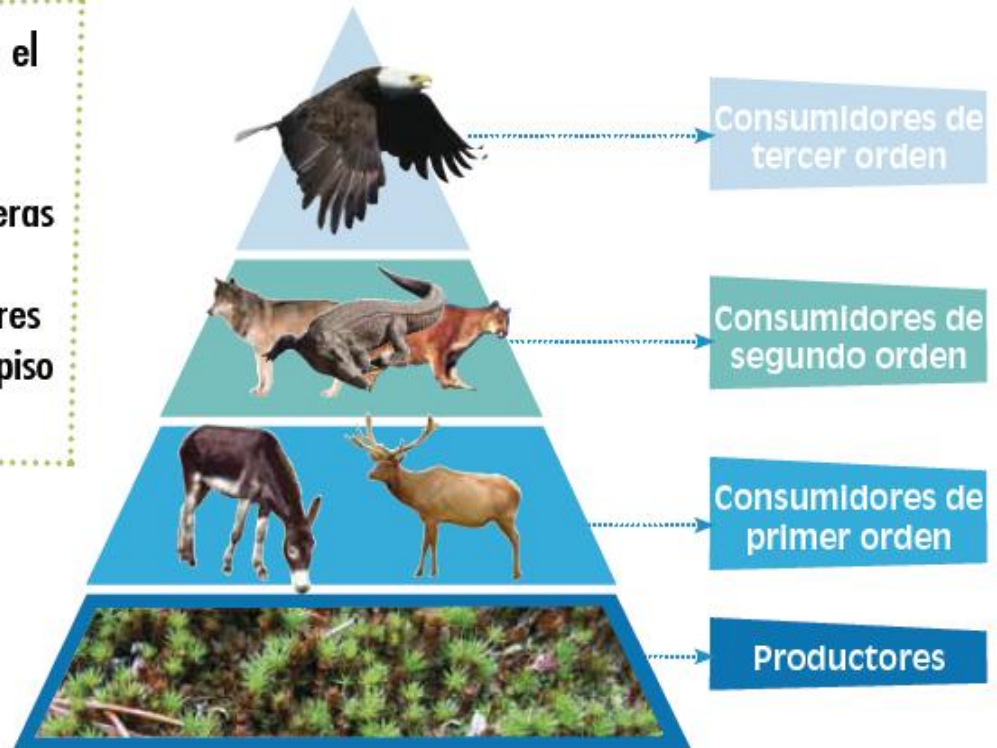 el
eras
res
piso
Consumidores de
tercer orden
Consumidores de
segundo orden
Consumidores de
primer orden
Productores